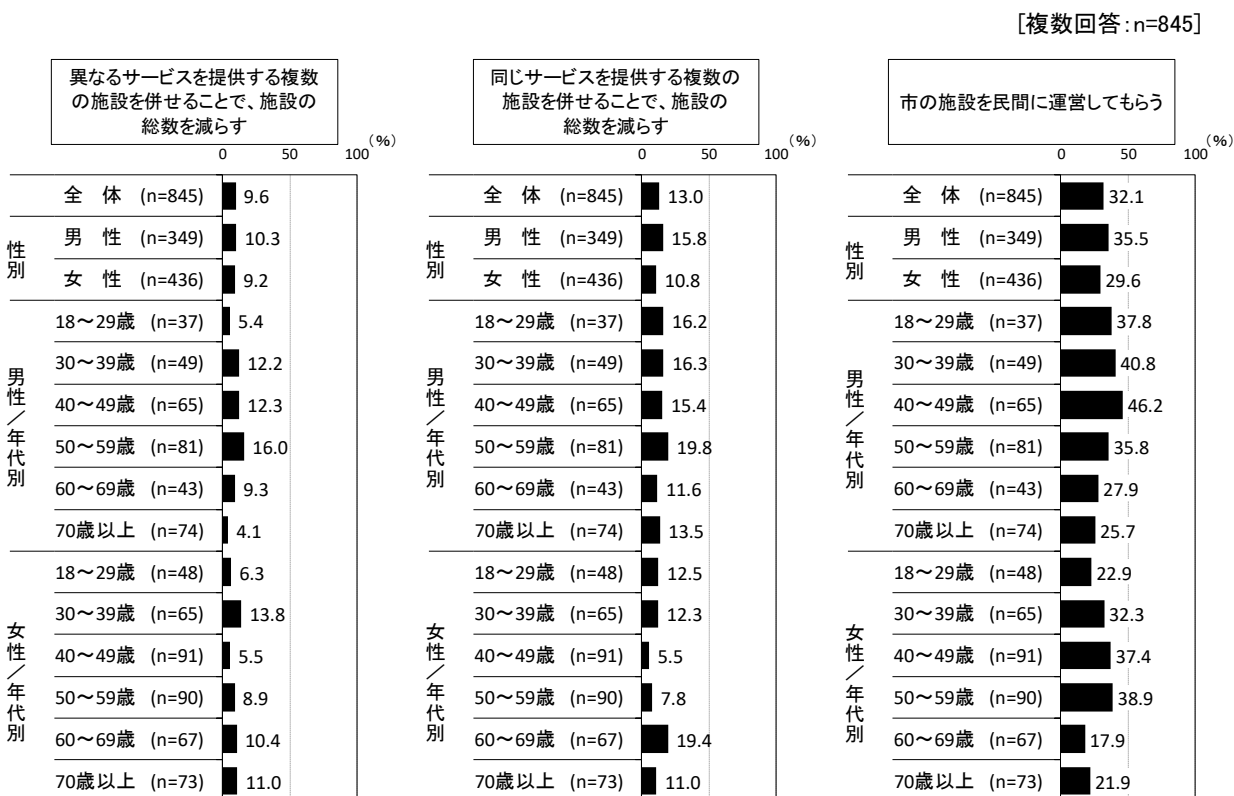 [複数回答:n=845]
異なるサービスを提供する複数
の施設を併せることで、施設の
総数を減らす
(%)
0 50 100
全 体 (n=845) 9.6
性別
男 性 (n=349) 10.3
女 性 (n=436) 9.2
男性／年代別
18～29歳 (n=37) 5.4
30～39歳 (n=49) 12.2
40～49歳 (n=65) 12.3
50～59歳 (n=81) 16.0
60～69歳 (n=43) 9.3
70歳以上 (n=74) 4.1
女性／年代別
18～29歳 (n=48) 6.3
30～39歳 (n=65) 13.8
40～49歳 (n=91) 5.5
50～59歳 (n=90) 8.9
60～69歳 (n=67) 10.4
70歳以上 (n=73) 11.0
同じサービスを提供する複数の
施設を併せることで、施設の
総数を減らす
(%)
0 50 100
全 体 (n=845) 13.0
性別
男 性 (n=349) 15.8
女 性 (n=436) 10.8
男性／年代別
18～29歳 (n=37) 16.2
30～39歳 (n=49) 16.3
40～49歳 (n=65) 15.4
50～59歳 (n=81) 19.8
60～69歳 (n=43) 11.6
70歳以上 (n=74) 13.5
女性／年代別
18～29歳 (n=48) 12.5
30～39歳 (n=65) 12.3
40～49歳 (n=91) 5.5
50～59歳 (n=90) 7.8
60～69歳 (n=67) 19.4
70歳以上 (n=73) 11.0
市の施設を民間に運営してもらう
(%)
0 50 100
全 体 (n=845) 32.1
性別
男 性 (n=349) 35.5
女 性 (n=436) 29.6
男性／年代別
18～29歳 (n=37) 37.8
30～39歳 (n=49) 40.8
40～49歳 (n=65) 46.2
50～59歳 (n=81) 35.8
60～69歳 (n=43) 27.9
70歳以上 (n=74) 25.7
女性／年代別
18～29歳 (n=48) 22.9
30～39歳 (n=65) 32.3
40～49歳 (n=91) 37.4
50～59歳 (n=90) 38.9
60～69歳 (n=67) 17.9
70歳以上 (n=73) 21.9